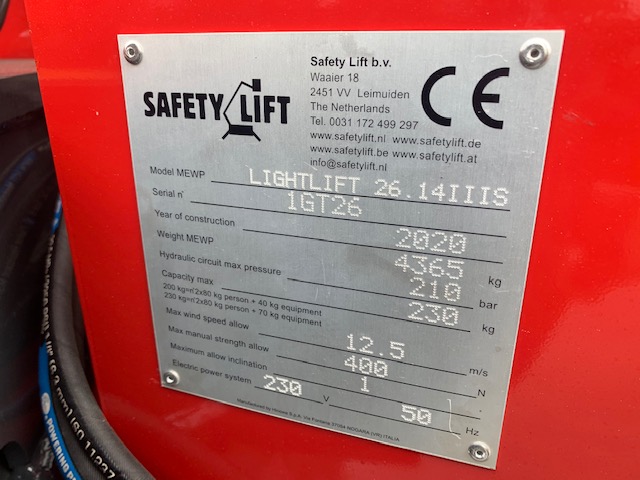 SAFETY LIFT
Safety Lift b.v.
Waaier 18
2451 VV Leimuiden
The Netherlands
Tel. 0031 172 499 297
www.safetylift.nl www.safetylift.de
www.safetylift.be www.safetylift.at
info@safetylift.nl
CE
Model MEWP LIGHTLIFT 26.14IIIS
Serial n° 1GT26
Year of construction 2020
Weight MEWP 4365 kg
Hydraulic circuit max pressure 210 bar
Capacity max 230 kg
200 kg=n°2x80 kg person + 40 kg equipment
230 kg=n°2x80 kg person + 70 kg equipment
Max wind speed allow 12.5 m/s
Max manual strength allow 400 N
Maximum allow inclination 1
Electric power system 230 V 50 Hz
POWERING